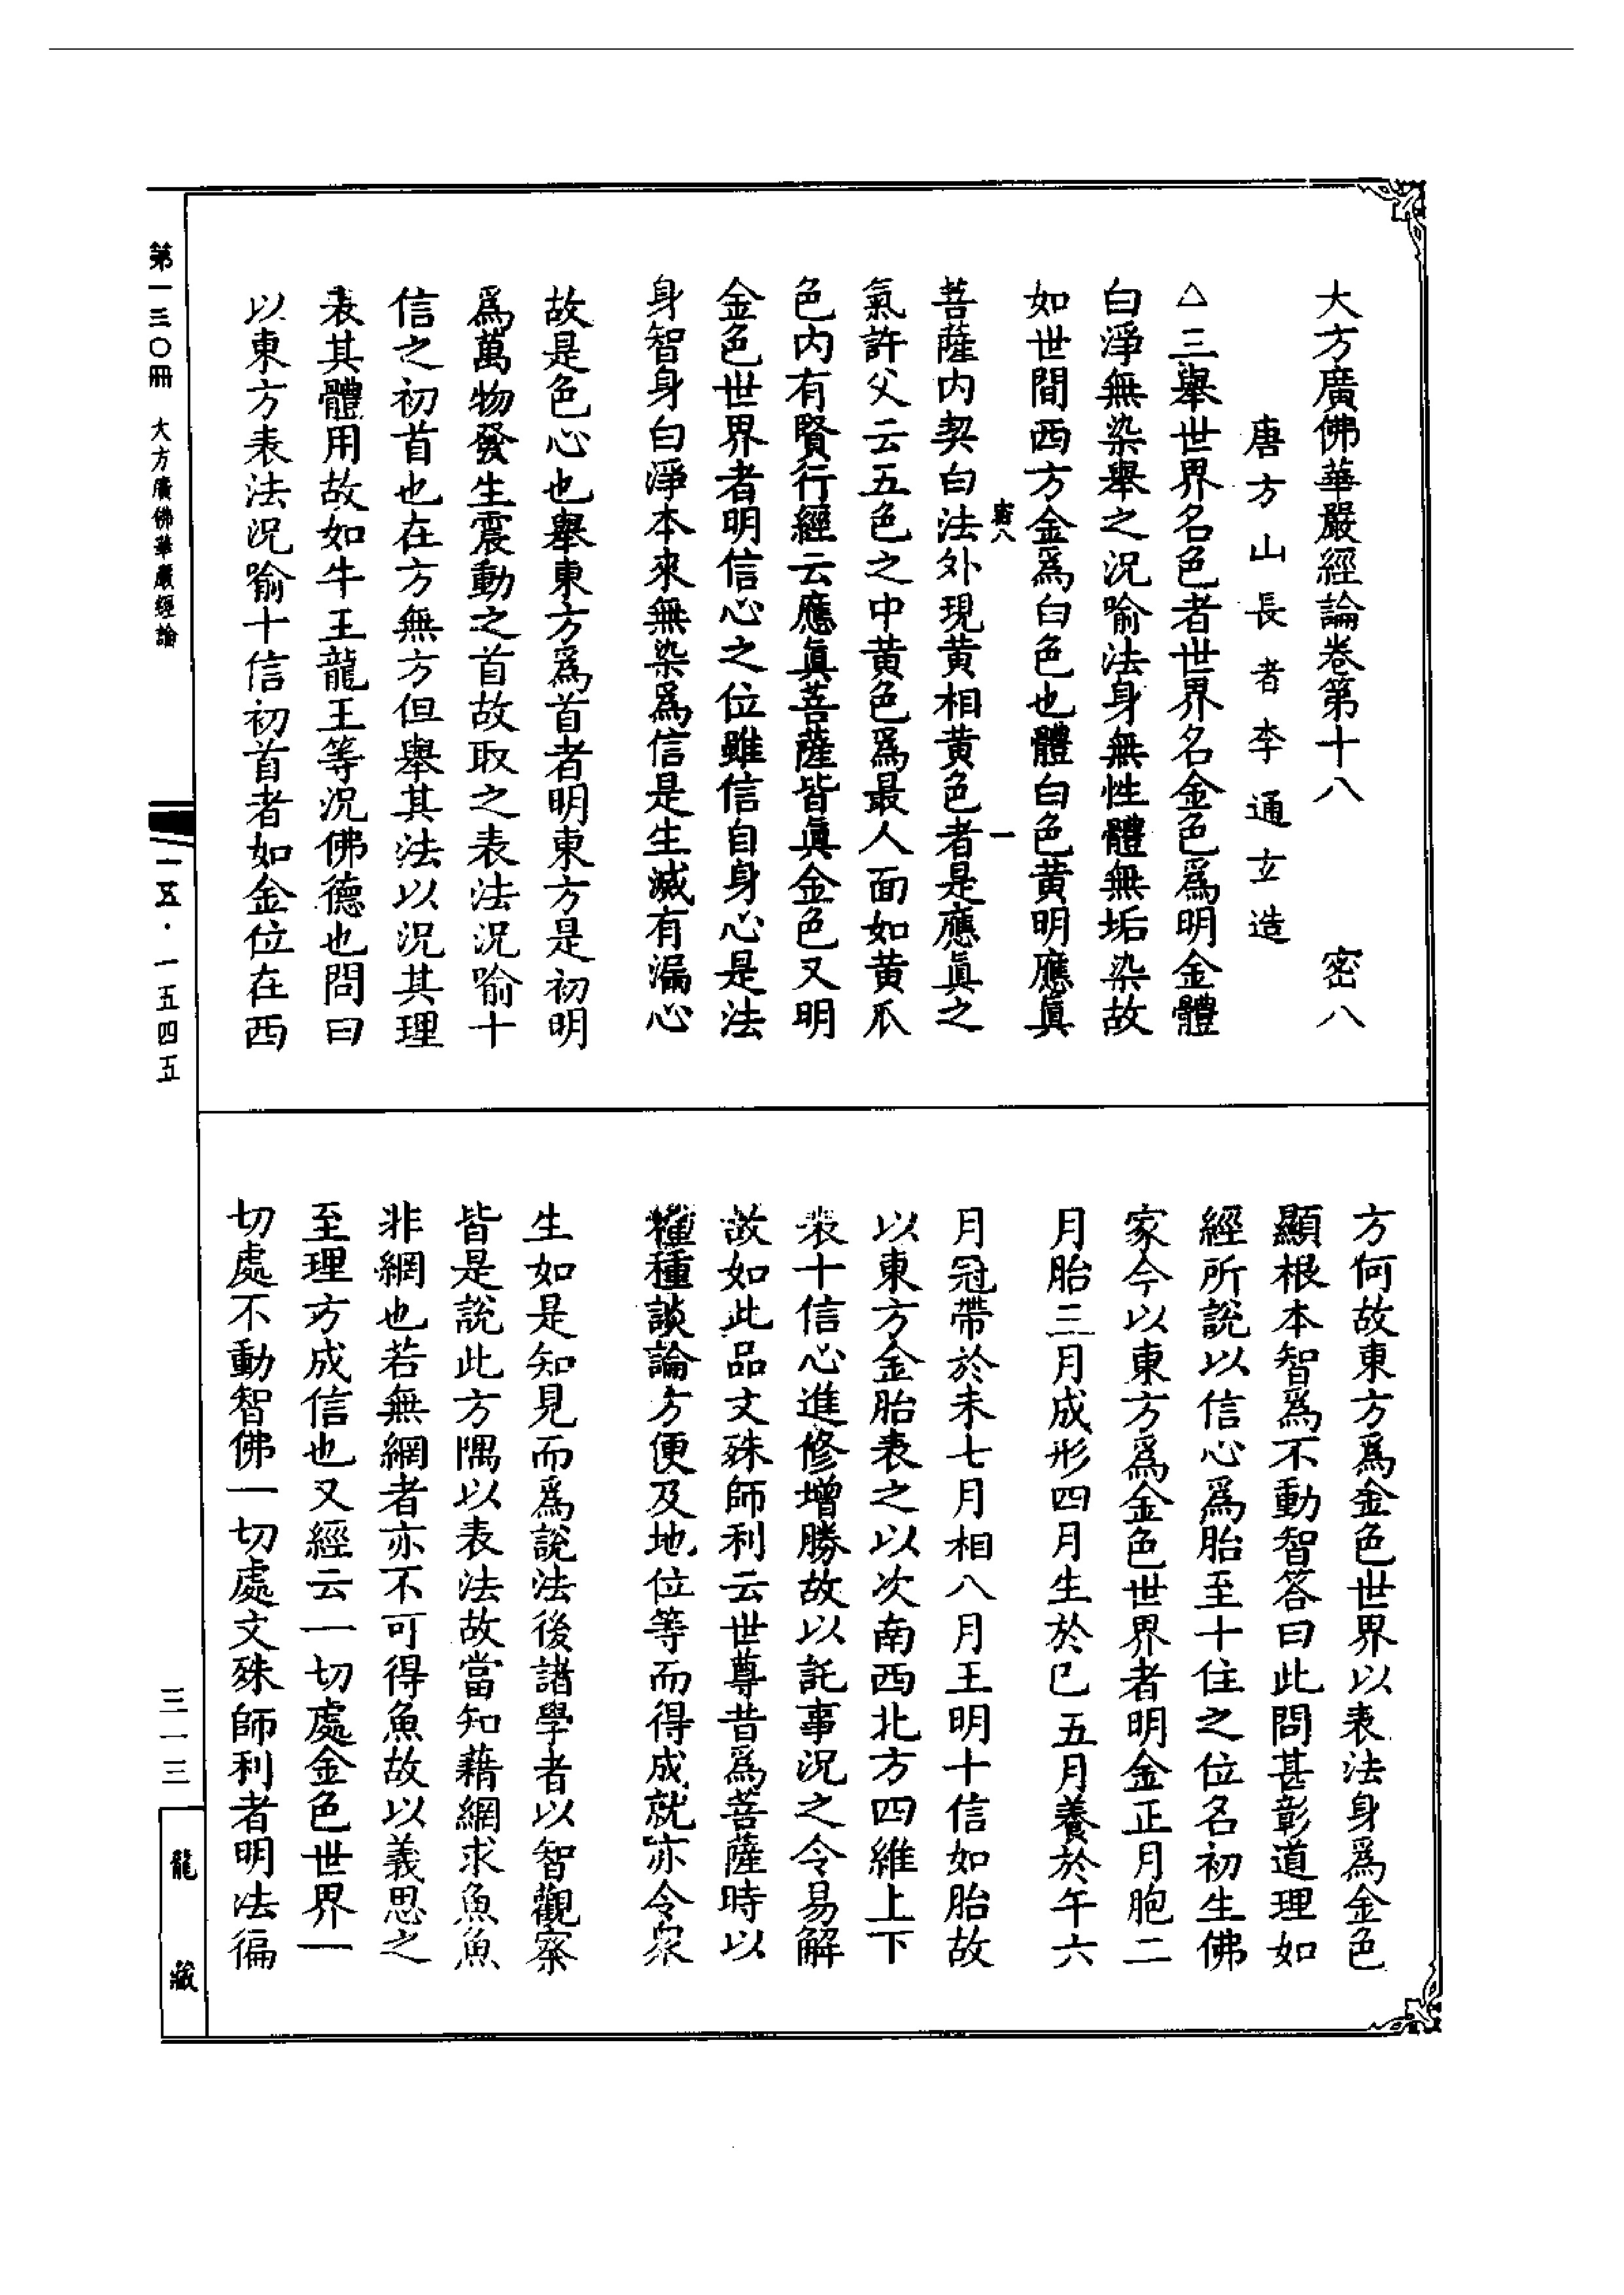 大方廣佛華嚴經論卷第十八　密八
唐方山長者李通玄造
△三舉世界名色者世界名金色爲明金體
白淨無染舉之況喻法身無性體無垢染故
如世間西方金爲白色也體白色黃明應眞
密八　一
菩薩内契白法外現黃相黃色者是應眞之
氣許父云五色之中黃色爲最人面如黃爪
色内有賢行經云應眞菩薩皆眞金色又明
金色世界者明信心之位雖信自身心是法
身智身白淨本來無染爲信是生滅有漏心
故是色心也舉東方爲首者明東方是初明
爲萬物發生震動之首故取之表法況喻十
信之初首也在方無方但舉其法以況其理
表其體用故如牛王龍王等況佛德也問曰
以東方表法況喻十信初首者如金位在西
方何故東方爲金色世界以表法身爲金色
顯根本智爲不動智答曰此問甚彰道理如
經所說以信心爲胎至十住之位名初生佛
家今以東方爲金色世界者明金正月胞二
月胎三月成形四月生於巳五月養於午六
月冠帶於未七月相八月王明十信如胎故
以東方金胎表之以次南西北方四維上下
表十信心進修增勝故以託事況之令易解
故如此品文殊師利云世尊昔爲菩薩時以
種種談論方便及地位等而得成就亦令衆
生如是知見而爲說法後諸學者以智觀察
皆是說此方隅以表法故當知藉網求魚魚
非網也若無網者亦不可得魚故以義思之
至理方成信也又經云一切處金色世界一
切處不動智佛一切處文殊師利者明法徧
第一三〇冊　大方廣佛華嚴經論
一五·一五四五
三一三
龍藏